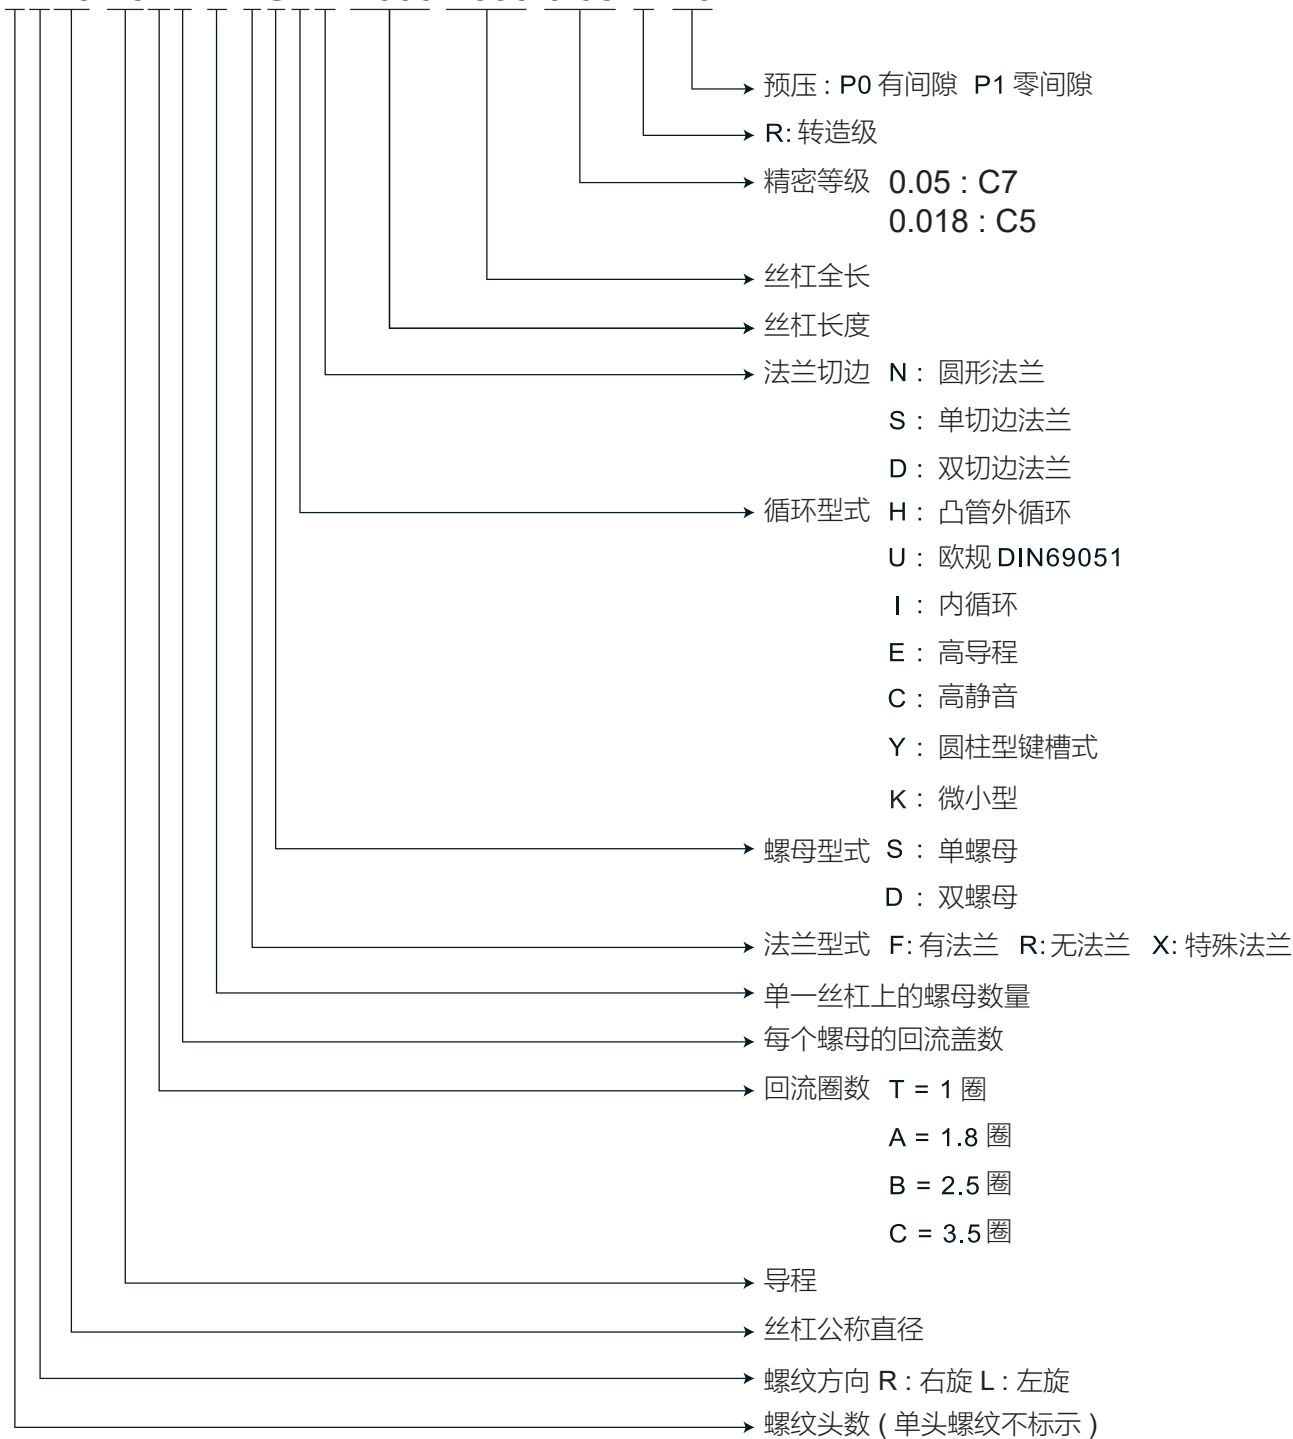 预压 : P0 有间隙 P1 零间隙
R: 转造级
精密等级 0.05 : C7
0.018 : C5
丝杠全长
丝杠长度
法兰切边 N : 圆形法兰
S : 单切边法兰
D : 双切边法兰
循环型式 H : 凸管外循环
U : 欧规 DIN69051
I : 内循环
E : 高导程
C : 高静音
Y : 圆柱型键槽式
K : 微小型
螺母型式 S : 单螺母
D : 双螺母
法兰型式 F: 有法兰 R: 无法兰 X: 特殊法兰
单一丝杠上的螺母数量
每个螺母的回流盖数
回流圈数 T = 1 圈
A = 1.8 圈
B = 2.5 圈
C = 3.5 圈
导程
丝杠公称直径
螺纹方向 R : 右旋 L : 左旋
螺纹头数 ( 单头螺纹不标示 )